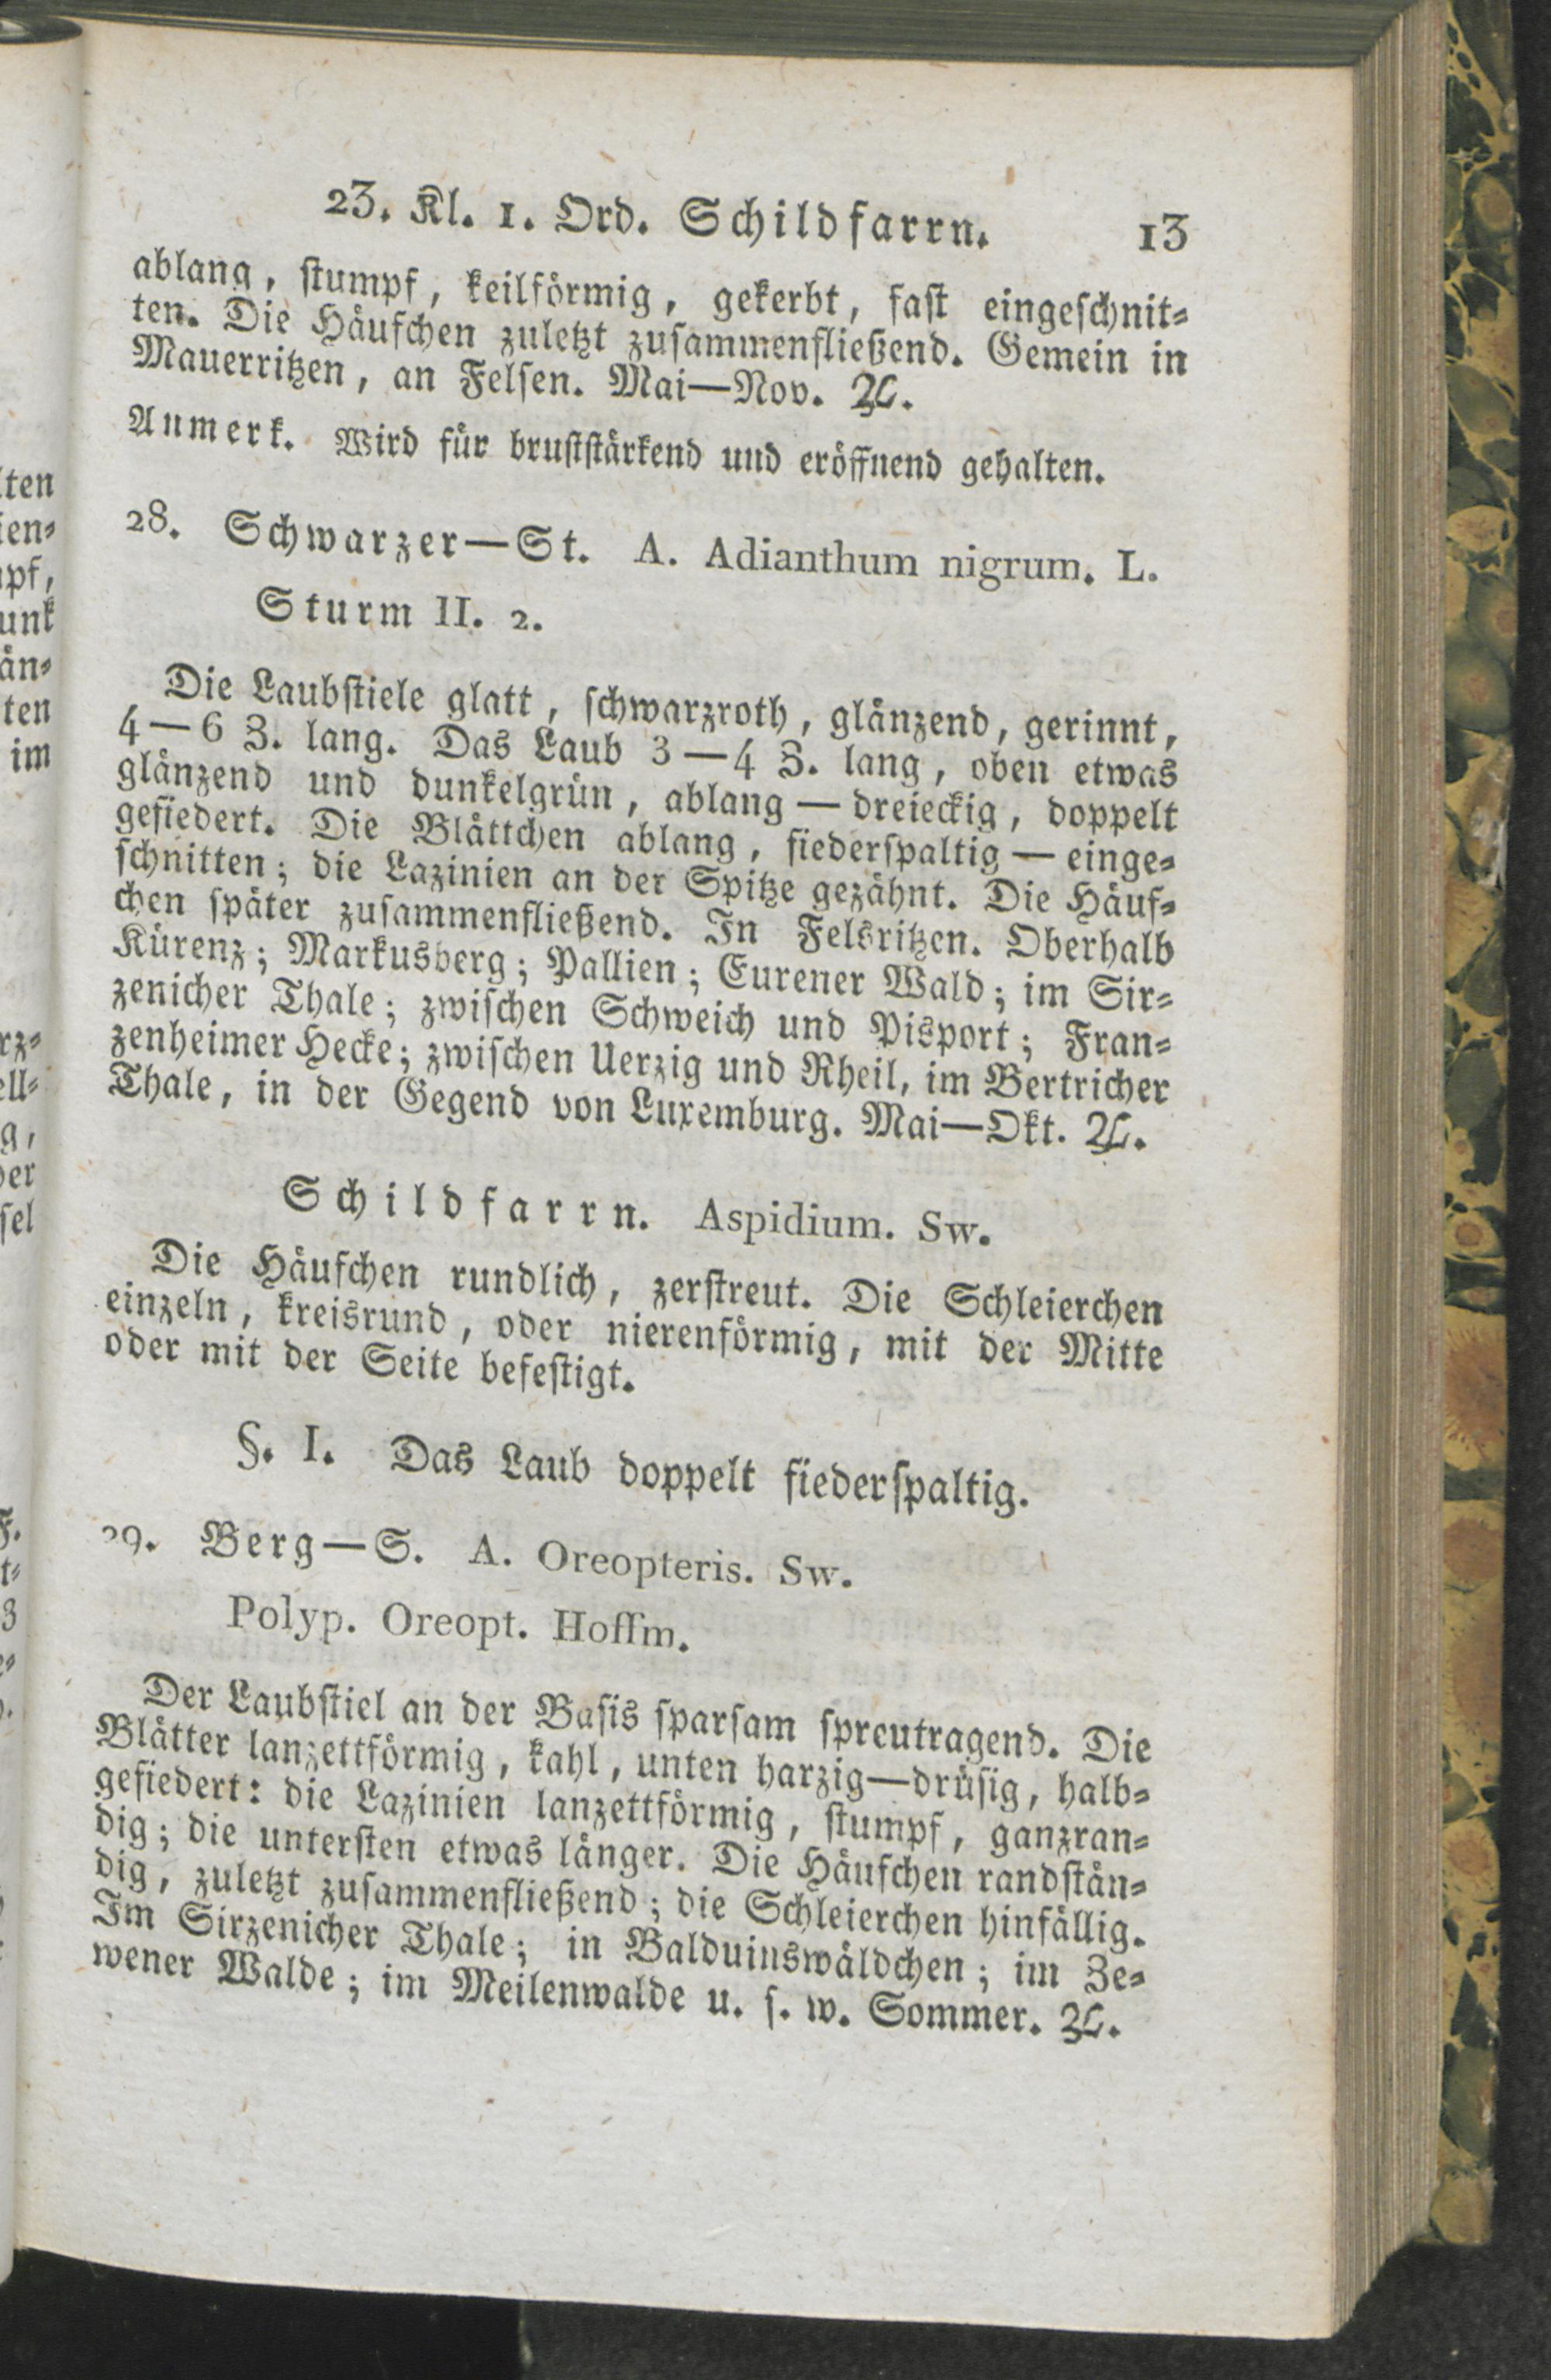 23. Kl. 1. Ord. Schildfarrn. 13
ablang, stumpf, keilförmig, gekerbt, fast eingeschnit-
ten. Die Häufchen zuletzt zusammenfließend. Gemein in
Mauerritzen, an Felsen. Mai—Nov. ♃.
Anmerk. Wird für bruststärkend und eröffnend gehalten.
28. Schwarzer—St. A. Adianthum nigrum. L.
Sturm II. 2.
Die Laubstiele glatt, schwarzroth, glänzend, gerinnt,
4—6 Z. lang. Das Laub 3—4 Z. lang, oben etwas
glänzend und dunkelgrün, ablang — dreieckig, doppelt
gefiedert. Die Blättchen ablang, fiederspaltig — einge-
schnitten; die Lazinien an der Spitze gezähnt. Die Häuf-
chen später zusammenfließend. In Felsritzen. Oberhalb
Kürenz; Markusberg; Pallien; Eurener Wald; im Sir-
zenicher Thale; zwischen Schweich und Pisport; Fran-
zenheimer Hecke; zwischen Uerzig und Rheil, im Bertricher
Thale, in der Gegend von Luxemburg. Mai—Okt. ♃.
Schildfarrn. Aspidium. Sw.
Die Häufchen rundlich, zerstreut. Die Schleierchen
einzeln, kreisrund, oder nierenförmig, mit der Mitte
oder mit der Seite befestigt.
§. I. Das Laub doppelt fiederspaltig.
29. Berg—S. A. Oreopteris. Sw.
Polyp. Oreopt. Hoffm.
Der Laubstiel an der Basis sparsam spreutragend. Die
Blätter lanzettförmig, kahl, unten harzig—drüsig, halb-
gefiedert: die Lazinien lanzettförmig, stumpf, ganzran-
dig; die untersten etwas länger. Die Häufchen randstän-
dig, zuletzt zusammenfließend; die Schleierchen hinfällig.
Im Sirzenicher Thale; in Balduinswäldchen; im Ze-
wener Walde; im Meilenwalde u. s. w. Sommer. ♃.